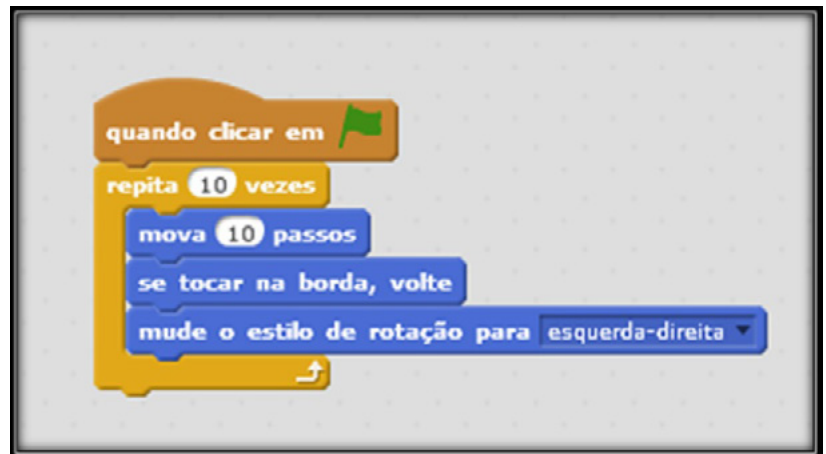 quando clicar em
repita 10 vezes
mova 10 passos
se tocar na borda, volte
mude o estilo de rotação para esquerda-direita